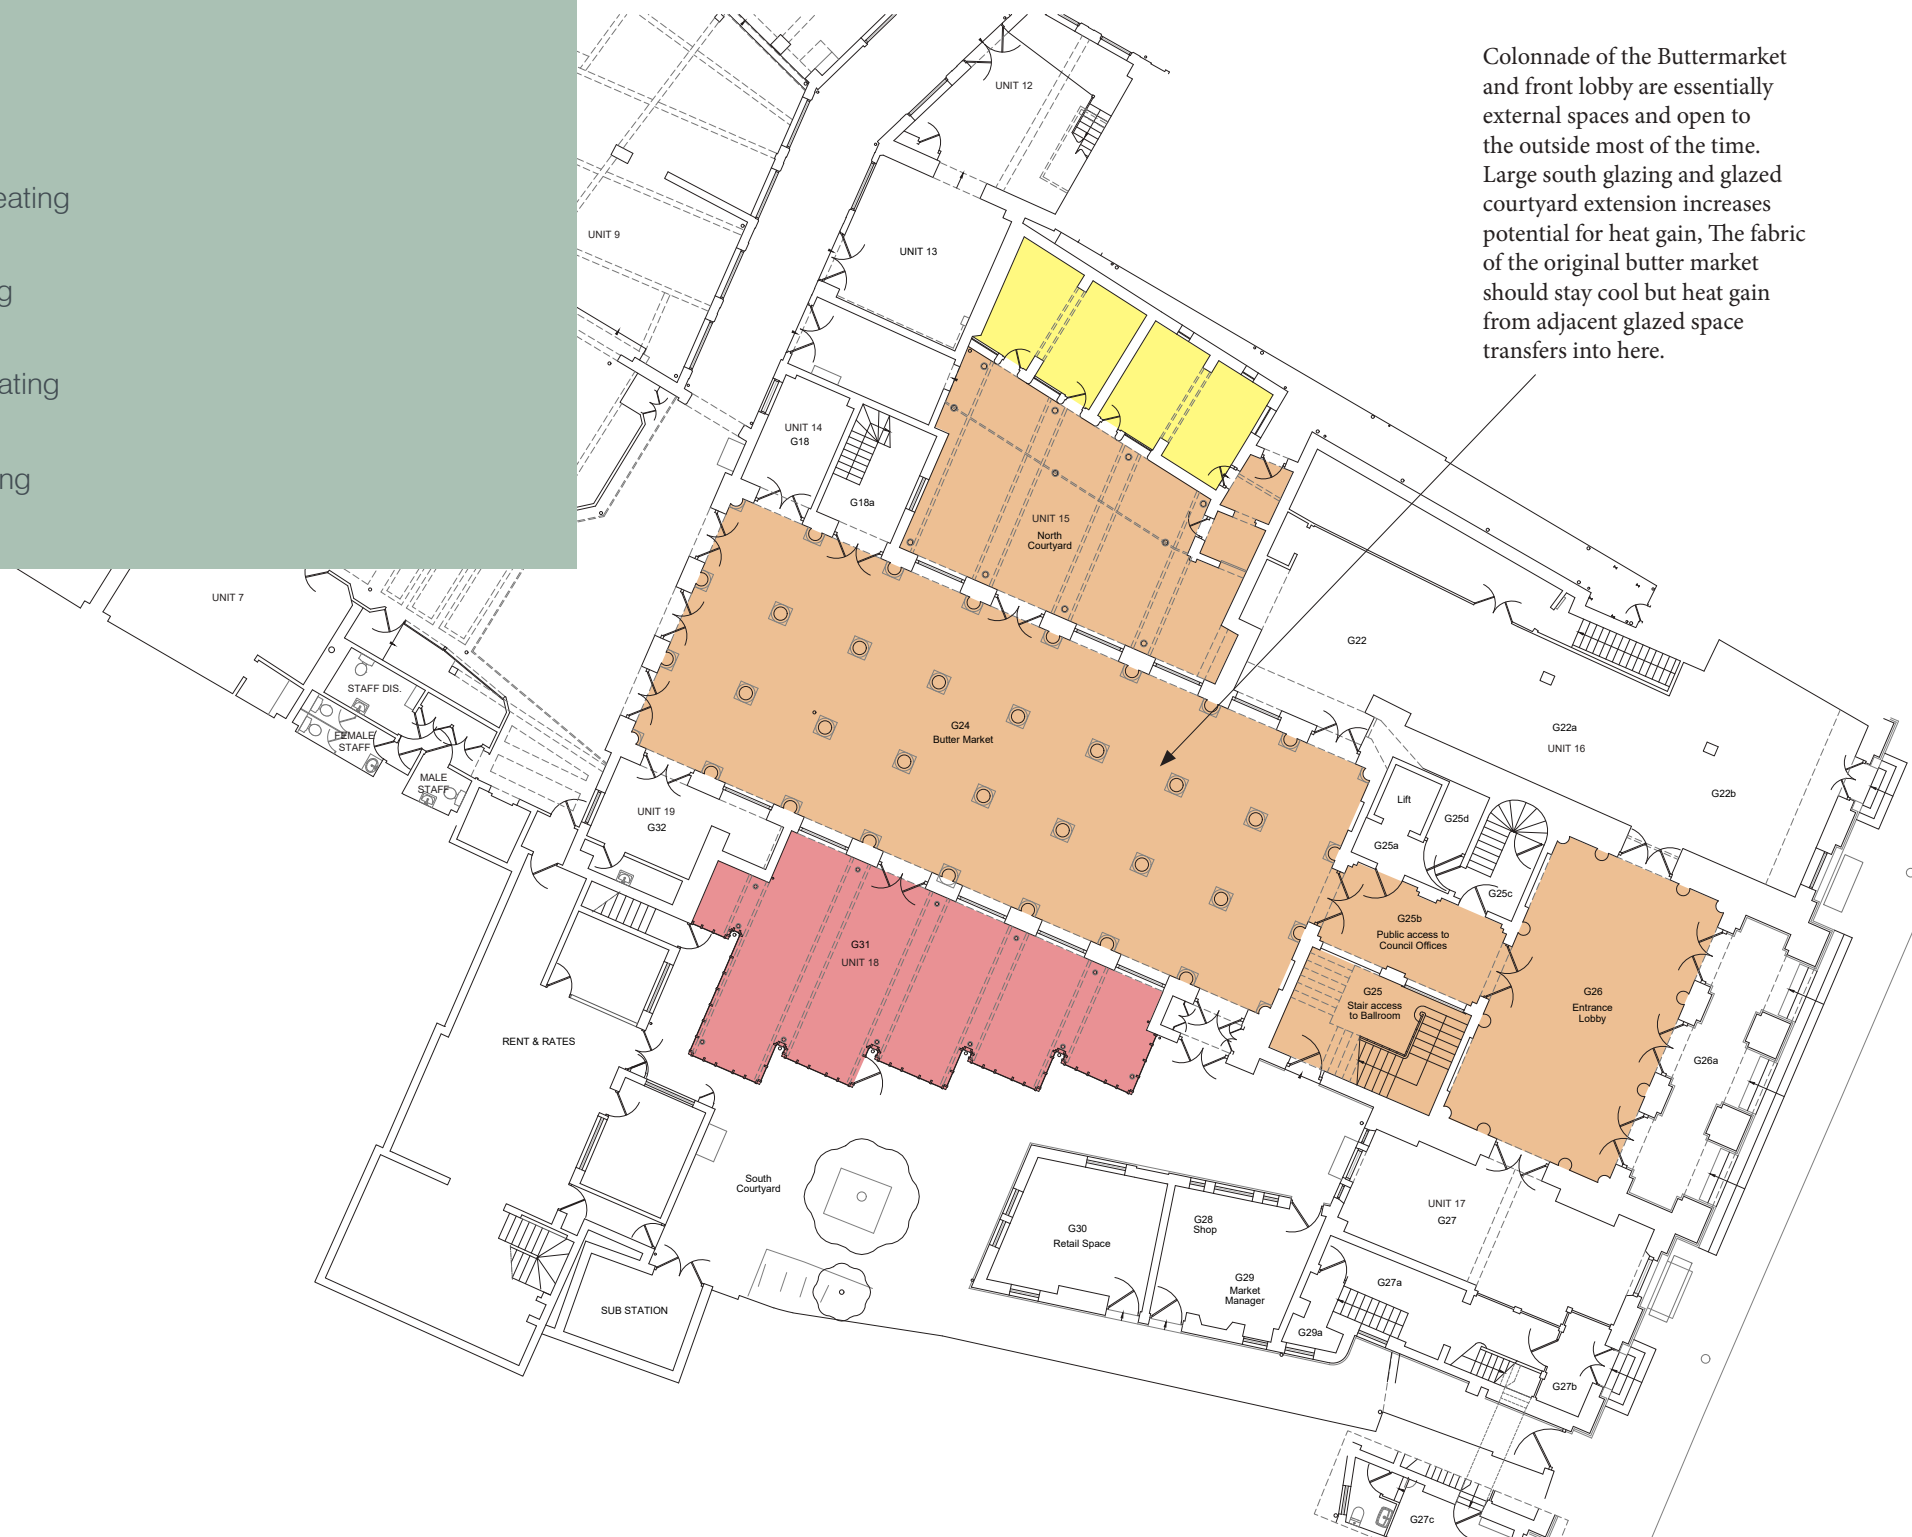 eating
g
ating
ng
Colonnade of the Buttermarket
and front lobby are essentially
external spaces and open to
the outside most of the time.
Large south glazing and glazed
courtyard extension increases
potential for heat gain, The fabric
of the original butter market
should stay cool but heat gain
from adjacent glazed space
transfers into here.
UNIT 12
UNIT 9
UNIT 13
UNIT 14
G18
G18a
UNIT 15
North
Courtyard
UNIT 7
STAFF DIS.
FEMALE
STAFF
MALE
STAFF
G22
G22a
UNIT 16
G22b
G24
Butter Market
UNIT 19
G32
Lift
G25d
G25a
G25c
G25b
Public access to
Council Offices
G31
UNIT 18
G25
Stair access
to Ballroom
G26
Entrance
Lobby
G26a
RENT & RATES
South
Courtyard
G30
Retail Space
G28
Shop
G29
Market
Manager
G29a
UNIT 17
G27
G27a
G27b
SUB STATION
G27c